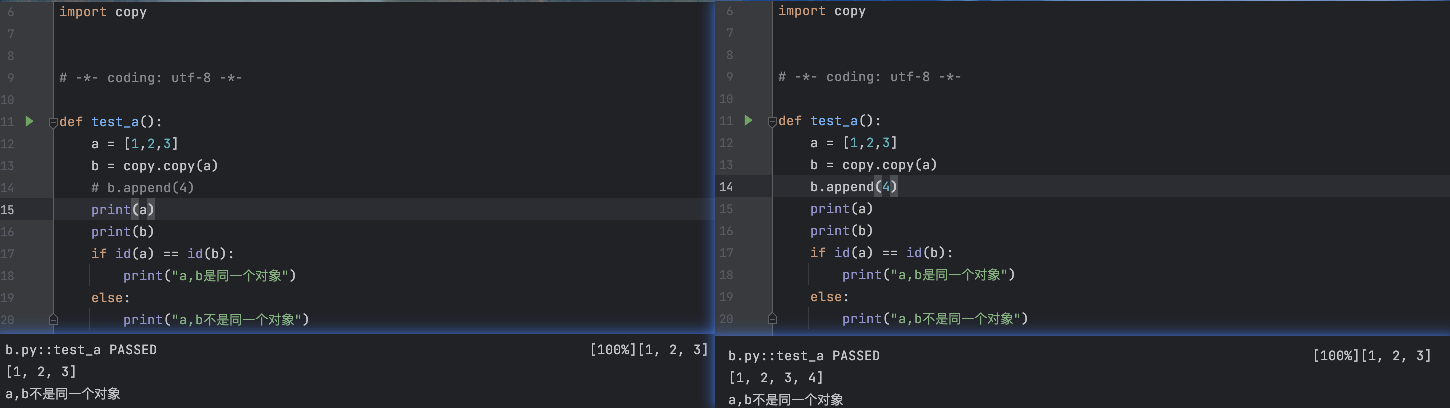 6 import copy
7
8
9 # -*- coding: utf-8 -*-
10
11 def test_a():
12 a = [1,2,3]
13 b = copy.copy(a)
14 # b.append(4)
15 print(a)
16 print(b)
17 if id(a) == id(b):
18 print("a,b是同一个对象")
19 else:
20 print("a,b不是同一个对象")
b.py::test_a PASSED [100%][1, 2, 3]
[1, 2, 3]
a,b不是同一个对象
6 import copy
7
8
9 # -*- coding: utf-8 -*-
10
11 def test_a():
12 a = [1,2,3]
13 b = copy.copy(a)
14 b.append(4)
15 print(a)
16 print(b)
17 if id(a) == id(b):
18 print("a,b是同一个对象")
19 else:
20 print("a,b不是同一个对象")
b.py::test_a PASSED [100%][1, 2, 3]
[1, 2, 3, 4]
a,b不是同一个对象